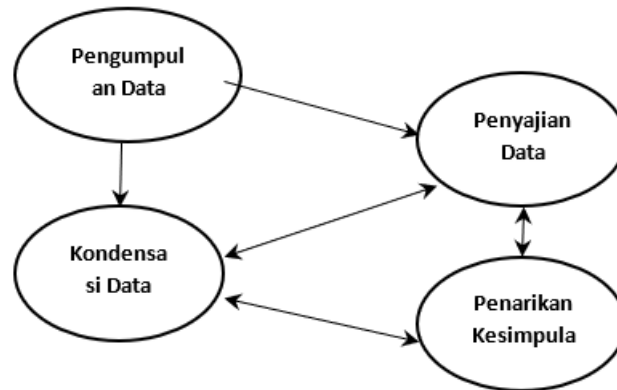 Pengumpul
an Data
Penyajian
Data
Kondensa
si Data
Penarikan
Kesimpula